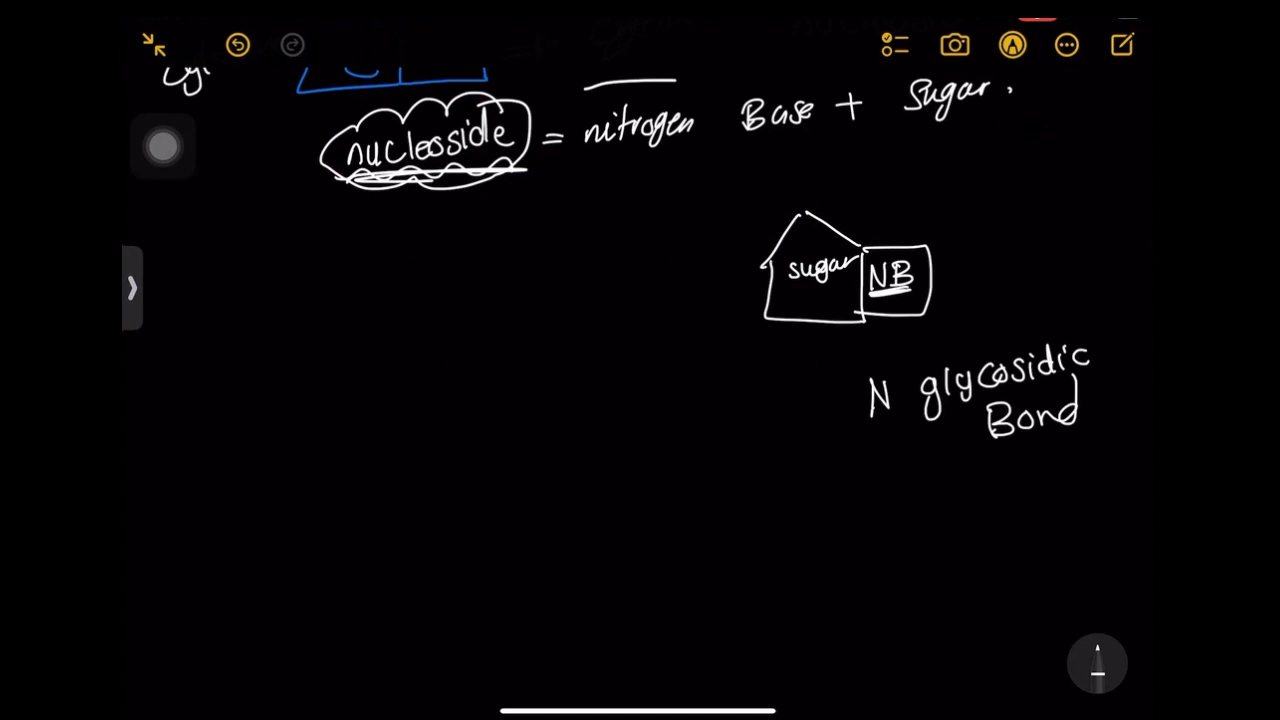 nucleoside = nitrogen Base + Sugar.
sugar NB
N glycosidic
Bond